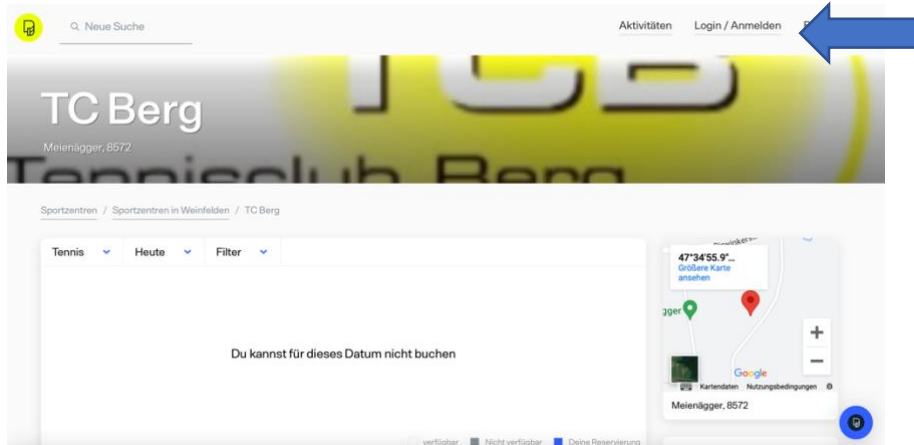 Neue Suche
Aktivitäten Login / Anmelden
TCB
TC Berg
Meienägger, 8572
Tennisclub Berg
Sportzentren / Sportzentren in Weinfelden / TC Berg
Tennis Heute Filter
47°34'55.9"...
Größere Karte
ansehen
Du kannst für dieses Datum nicht buchen
Google
Kartendaten Nutzungsbedingungen
Meienägger, 8572
verfügbar Nicht verfügbar Deine Reservierung